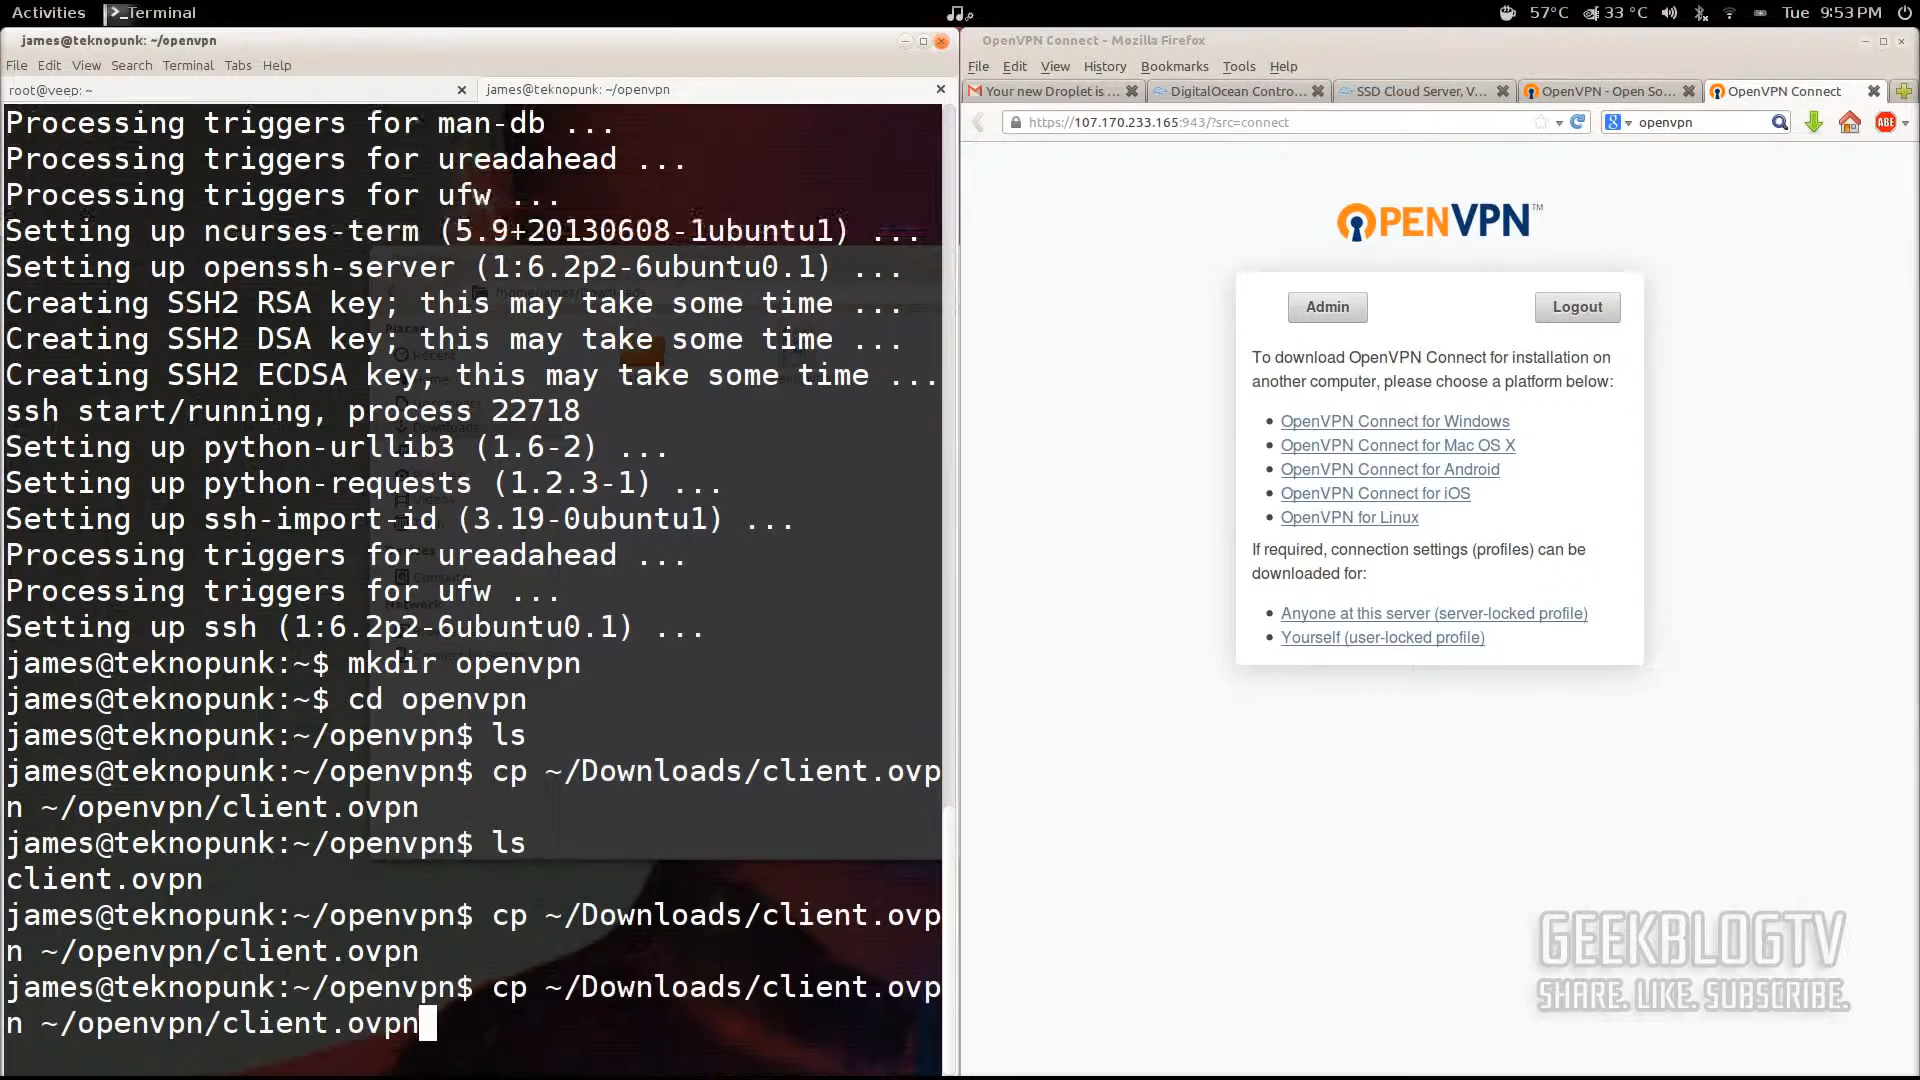 Activities
Terminal
57°C
33 °C
Tue 9:53 PM
james@teknopunk: ~/openvpn
File Edit View Search Terminal Tabs Help
root@veep: ~
james@teknopunk: ~/openvpn
Processing triggers for man-db ...
Processing triggers for ureadahead ...
Processing triggers for ufw ...
Setting up ncurses-term (5.9+20130608-1ubuntu1) ...
Setting up openssh-server (1:6.2p2-6ubuntu0.1) ...
Creating SSH2 RSA key; this may take some time ...
Creating SSH2 DSA key; this may take some time ...
Creating SSH2 ECDSA key; this may take some time ...
ssh start/running, process 22718
Setting up python-urllib3 (1.6-2) ...
Setting up python-requests (1.2.3-1) ...
Setting up ssh-import-id (3.19-0ubuntu1) ...
Processing triggers for ureadahead ...
Processing triggers for ufw ...
Setting up ssh (1:6.2p2-6ubuntu0.1) ...
james@teknopunk:~$ mkdir openvpn
james@teknopunk:~$ cd openvpn
james@teknopunk:~/openvpn$ ls
james@teknopunk:~/openvpn$ cp ~/Downloads/client.ovp
n ~/openvpn/client.ovpn
james@teknopunk:~/openvpn$ ls
client.ovpn
james@teknopunk:~/openvpn$ cp ~/Downloads/client.ovp
n ~/openvpn/client.ovpn
james@teknopunk:~/openvpn$ cp ~/Downloads/client.ovp
n ~/openvpn/client.ovpn
OpenVPN Connect - Mozilla Firefox
File Edit View History Bookmarks Tools Help
Your new Droplet is ...
DigitalOcean Contro...
SSD Cloud Server, V...
OpenVPN - Open So...
OpenVPN Connect
https://107.170.233.165:943/?src=connect
openvpn
ABE
OPENVPN™
Admin
Logout
To download OpenVPN Connect for installation on
another computer, please choose a platform below:
OpenVPN Connect for Windows
OpenVPN Connect for Mac OS X
OpenVPN Connect for Android
OpenVPN Connect for iOS
OpenVPN for Linux
If required, connection settings (profiles) can be
downloaded for:
Anyone at this server (server-locked profile)
Yourself (user-locked profile)
GEEKBLOGTV
SHARE. LIKE. SUBSCRIBE.